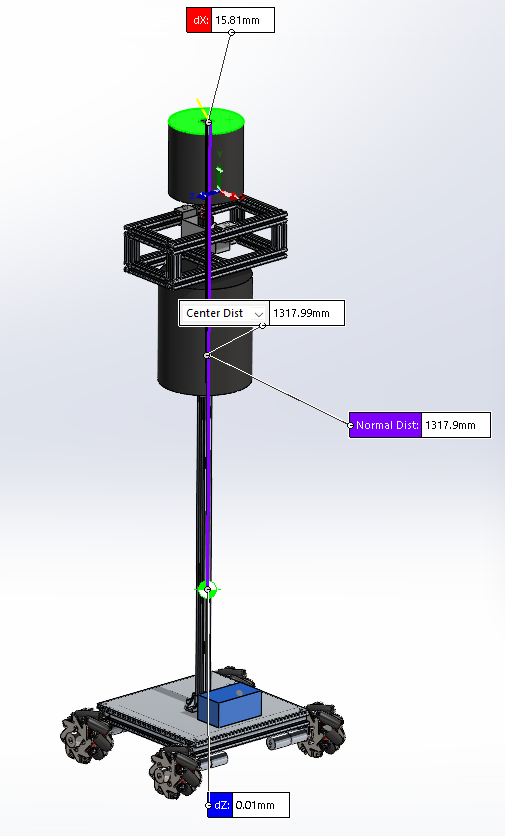 dX: 15.81mm
Center Dist 1317.99mm
Normal Dist: 1317.9mm
dZ: 0.01mm